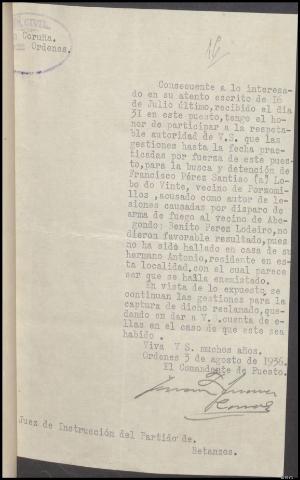 CIVIL
Coruña.
Ordenes.
16
Consecuente a lo interesa-
do en su atento escrito de 16
de Julio último,recibido el dia
31 en este puesto,tengo el ho-
nor de participar a la respeta-
ble autoridad de V.S. que las
gestiones hasta la fecha prac-
ticadas por fuersa de este pues-
to,para la busca y detención de
Francisco Pérez Santiso (a) Lo-
bo do Vinte, vecino de Porzomi-
llos ,acusado como autor de le-
siones causadas por disparo de
arma de fuego al vecino de Abe-
gondo; Benito Perez Lodeiro,no
dieron favorable resultado,pues
no ha sido hallado en casa de su
hermano Antonio,residente en es-
ta localidad,con el cual parece
ser que se halla enemistado.
En vista de lo expuesto,se
continuan las gestiones para la
captura de dicho reclamado,que-
dando en dar a V. .cuenta de e-
llas en el caso de que este sea
habido .
Viva V S. muchos años.
Ordenes 3 de agosto de 1936.
El Comandante de Puesto.
Juez de Instrucción del Partido de.
Betanzos.